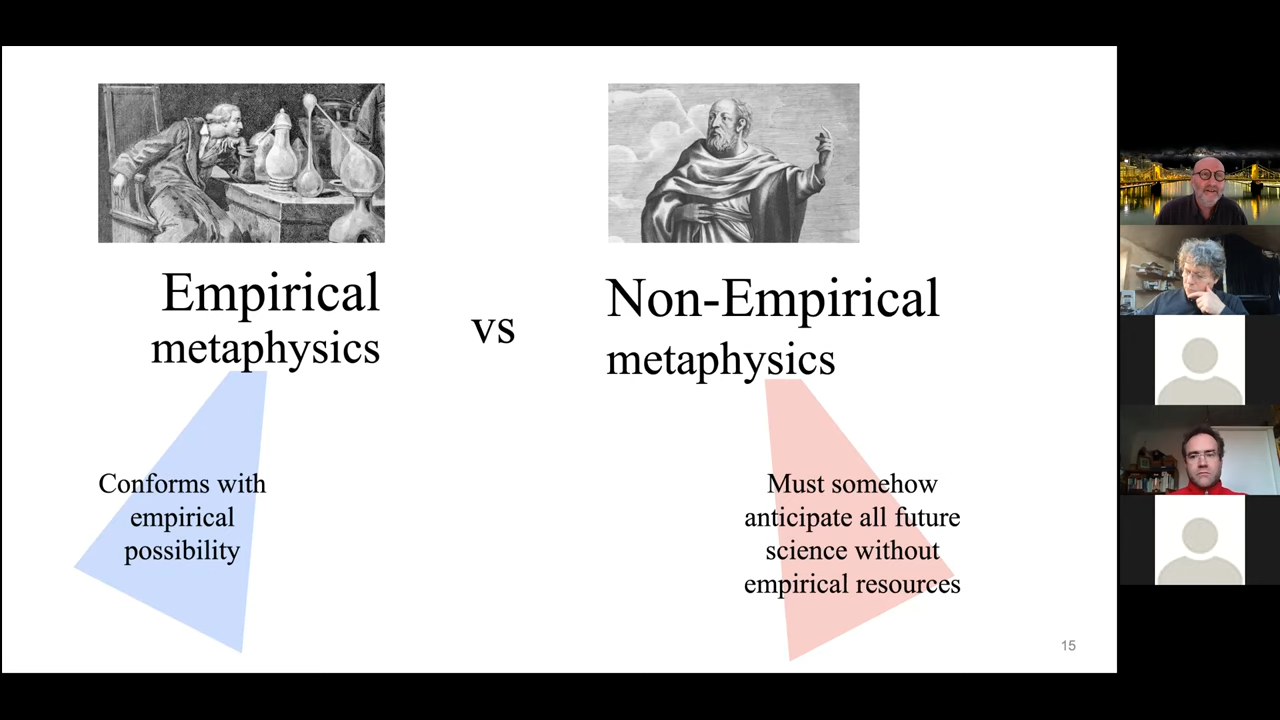 Empirical
metaphysics
vs
Non-Empirical
metaphysics
Conforms with
empirical
possibility
Must somehow
anticipate all future
science without
empirical resources
15